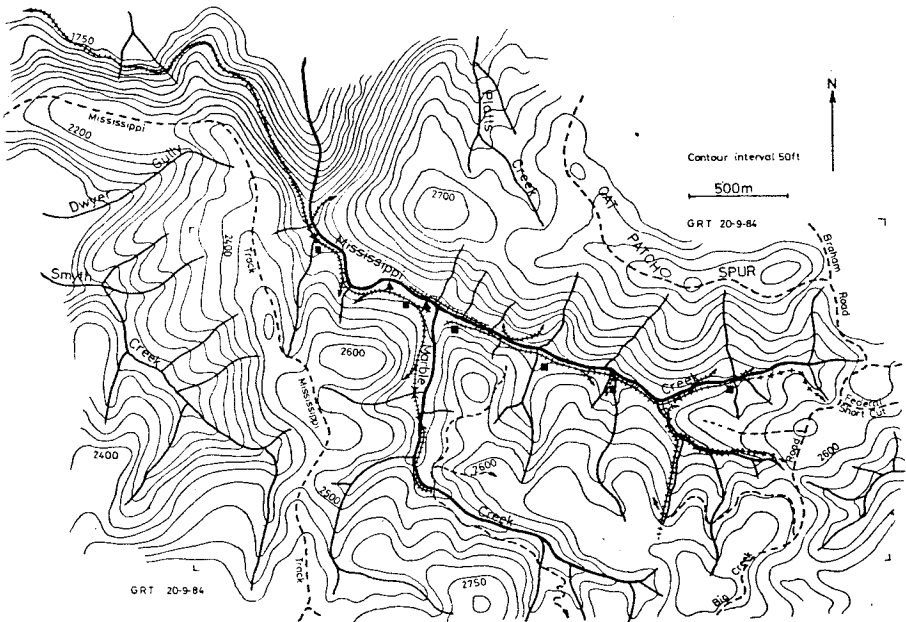 1750
Mississippi
2200
Dwyer Gully
2400
Track
Smyth
Creek
2400
Mississippi
2500
Track
2600
Mississippi
2700
Platts
Creek
N
Contour interval 50ft
500m
GRT 20-9-84
OAT
PATCH
SPUR
Braham
Road
Marble
Creek
Creek
Federal
Short Cut
Road
2600
2600
Big Creek
2750
GRT 20-9-84